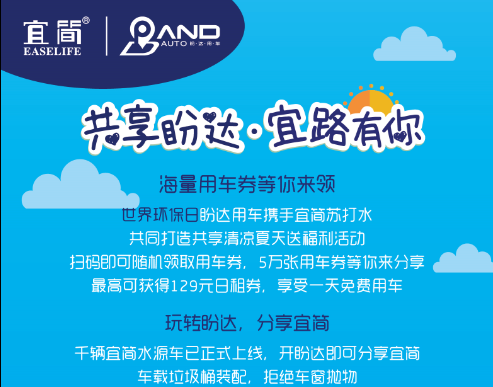 宜简®
EASELIFE
PAND AUTO 盼达用车
共享盼达·宜路有你
海量用车券等你来领
世界环保日盼达用车携手宜简苏打水
共同打造共享清凉夏天送福利活动
扫码即可随机领取用车券，5万张用车券等你来分享
最高可获得129元日租券，享受一天免费用车
玩转盼达，分享宜简
千辆宜简水源车已正式上线，开盼达即可分享宜简
车载垃圾桶装配，拒绝车窗抛物